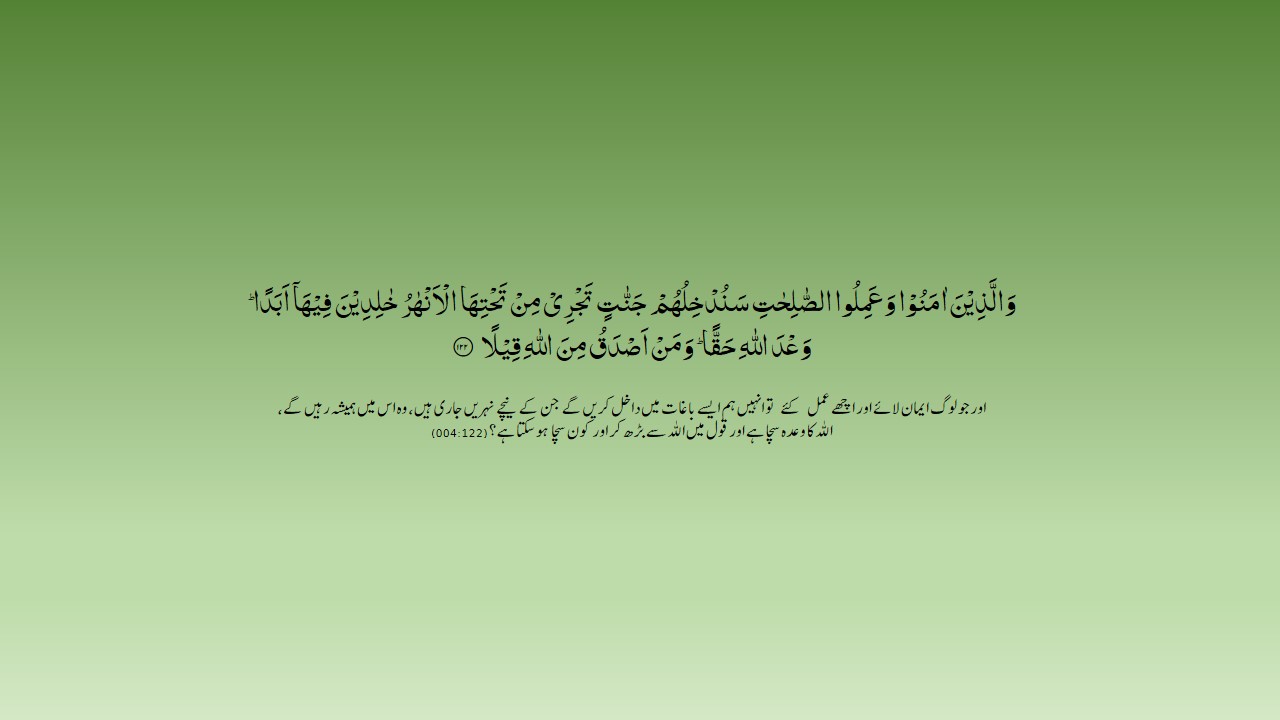 وَالَّذِيْنَ اٰمَنُوْا وَعَمِلُوا الصّٰلِحٰتِ سَنُدْخِلُهُمْ جَنّٰتٍ تَجْرِىْ مِنْ تَحْتِهَا الْاَنْهٰرُ خٰلِدِيْنَ فِيْهَآ اَبَدًا ؕ
وَعْدَ اللّٰهِ حَقًّا ؕ وَمَنْ اَصْدَقُ مِنَ اللّٰهِ قِيْلًا ۝۱۲۲
اور جو لوگ ایمان لائے اور اچھے عمل کئے تو انہیں ہم ایسے باغات میں داخل کریں گے جن کے نیچے نہریں جاری ہیں، وہ اس میں ہمیشہ رہیں گے،
اللہ کا وعدہ سچا ہے اور قول میں اللہ سے بڑھ کر اور کون سچا ہو سکتا ہے؟ (004:122)